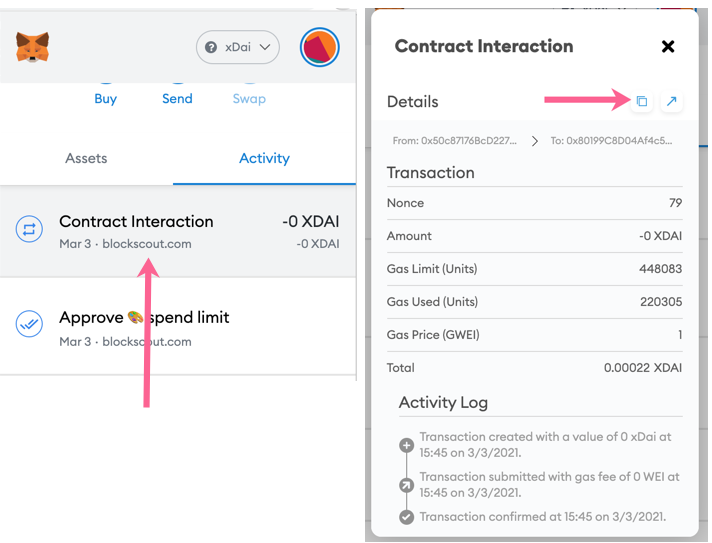 xDai
Buy Send Swap
Assets Activity
Contract Interaction -0 XDAI
Mar 3 · blockscout.com -0 XDAI
Approve 🎨 spend limit
Mar 3 · blockscout.com
Contract Interaction
Details
From: 0x50c87176BcD227... To: 0x80199C8D04Af4c5...
Transaction
Nonce 79
Amount -0 XDAI
Gas Limit (Units) 448083
Gas Used (Units) 220305
Gas Price (GWEI) 1
Total 0.00022 XDAI
Activity Log
Transaction created with a value of 0 xDai at
15:45 on 3/3/2021.
Transaction submitted with gas fee of 0 WEI at
15:45 on 3/3/2021.
Transaction confirmed at 15:45 on 3/3/2021.